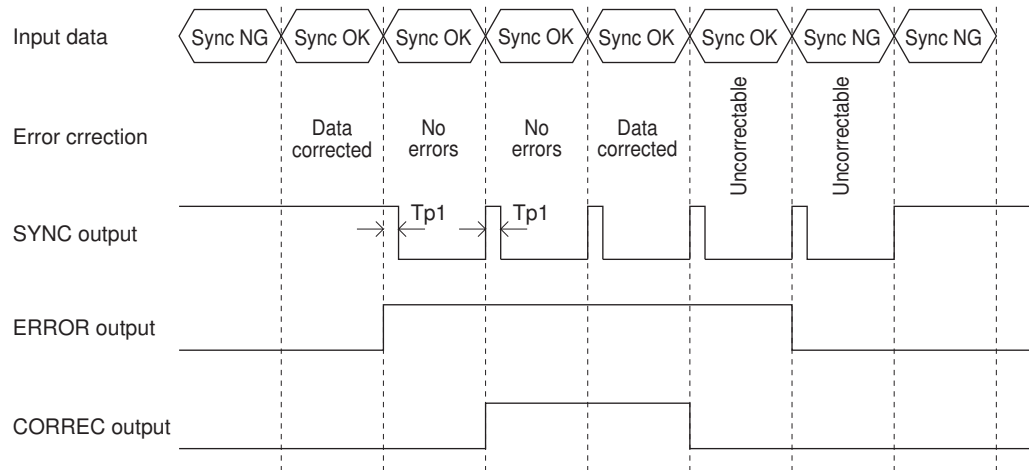 Input data
Sync NG Sync OK Sync OK Sync OK Sync OK Sync OK Sync NG Sync NG
Error crrection
Data
corrected
No
errors
No
errors
Data
corrected
Uncorrectable
Uncorrectable
SYNC output
Tp1
Tp1
ERROR output
CORREC output